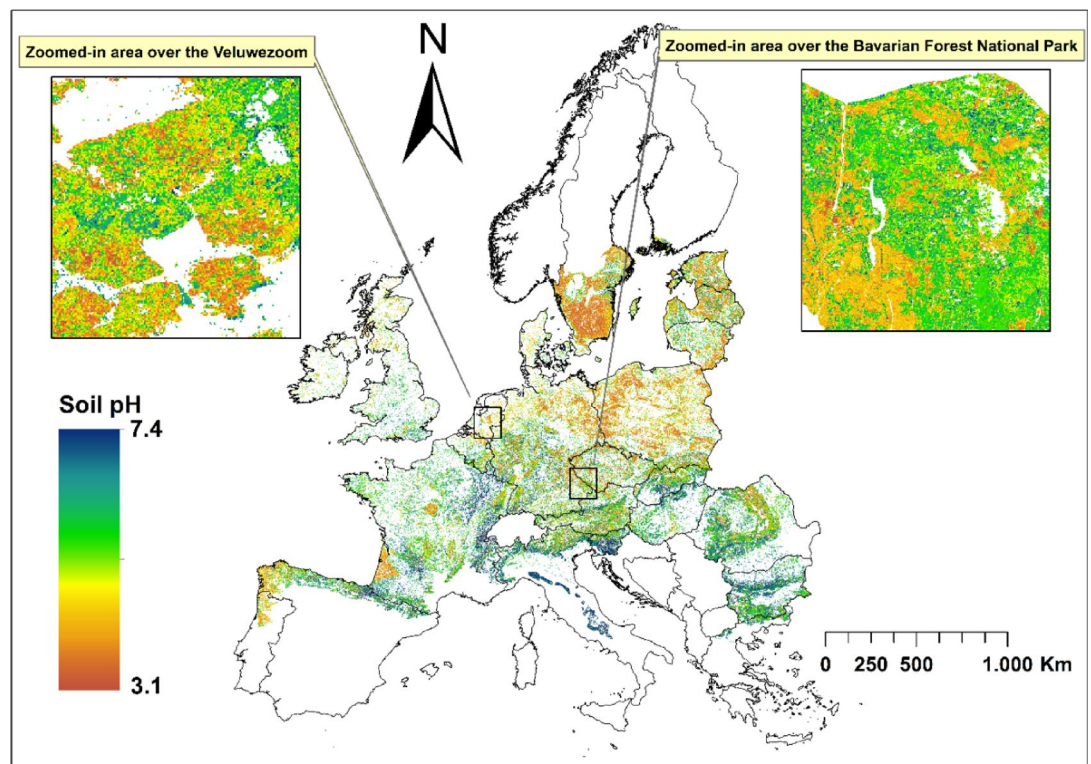 Zoomed-in area over the Veluwezoom
N
Zoomed-in area over the Bavarian Forest National Park
Soil pH
7.4
3.1
0 250 500 1.000 Km